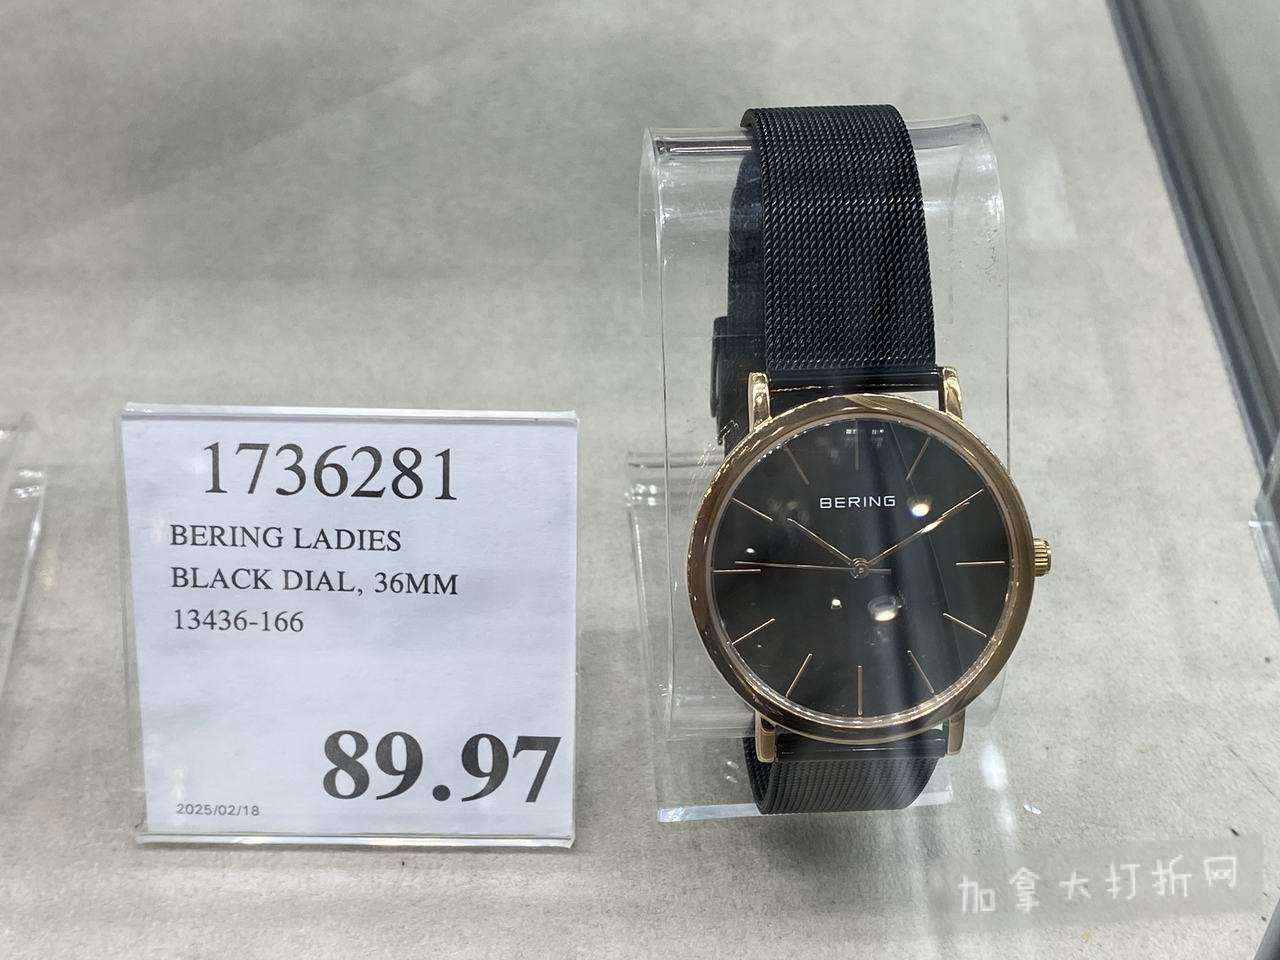 1736281
BERING LADIES
BLACK DIAL, 36MM
13436-166
89.97
2025/02/18
BERING
加拿大打折网